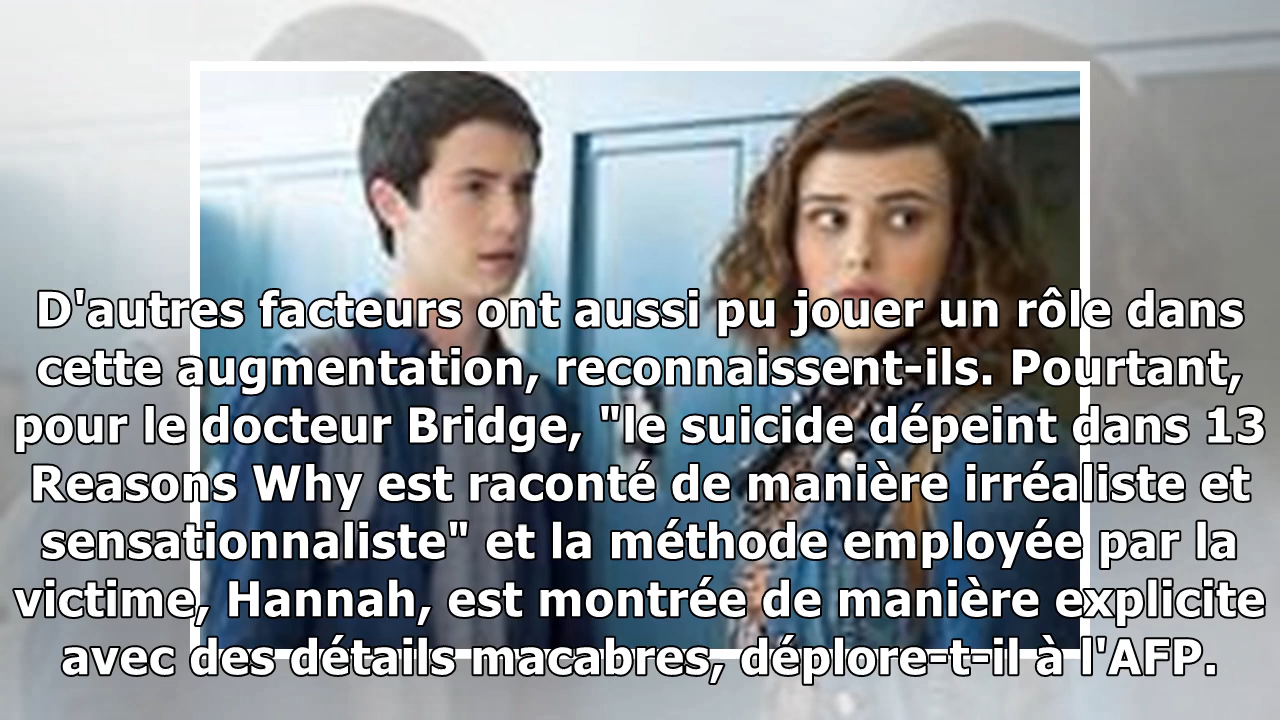 D'autres facteurs ont aussi pu jouer un rôle dans
cette augmentation, reconnaissent-ils. Pourtant,
pour le docteur Bridge, "le suicide dépeint dans 13
Reasons Why est raconté de manière irréaliste et
sensationnaliste" et la méthode employée par la
victime, Hannah, est montrée de manière explicite
avec des détails macabres, déplore-t-il à l'AFP.